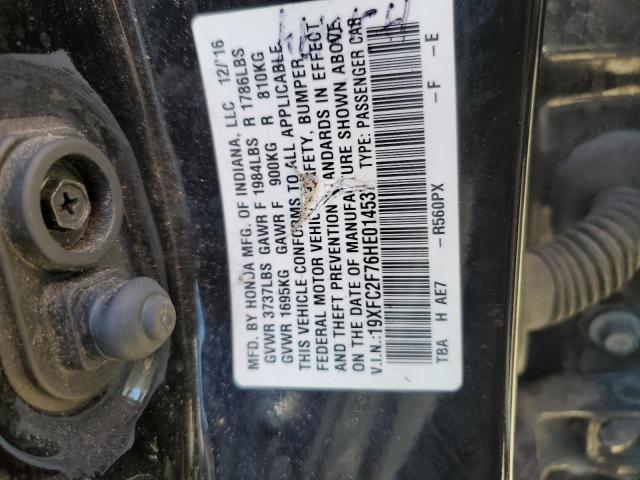 MFD. BY HONDA MFG. OF INDIANA, LLC 12/16
GVWR 3737LBS GAWR F 1984LBS R 1786LBS
GVWR 1695KG GAWR F 900KG R 810KG
THIS VEHICLE CONFORMS TO ALL APPLICABLE
FEDERAL MOTOR VEHICLE SAFETY, BUMPER,
AND THEFT PREVENTION STANDARDS IN EFFECT
ON THE DATE OF MANUFACTURE SHOWN ABOVE.
V.I.N.: 19XFC2F76HE01453 TYPE: PASSENGER CAR
TBA H AE7 -R560PX -F -E